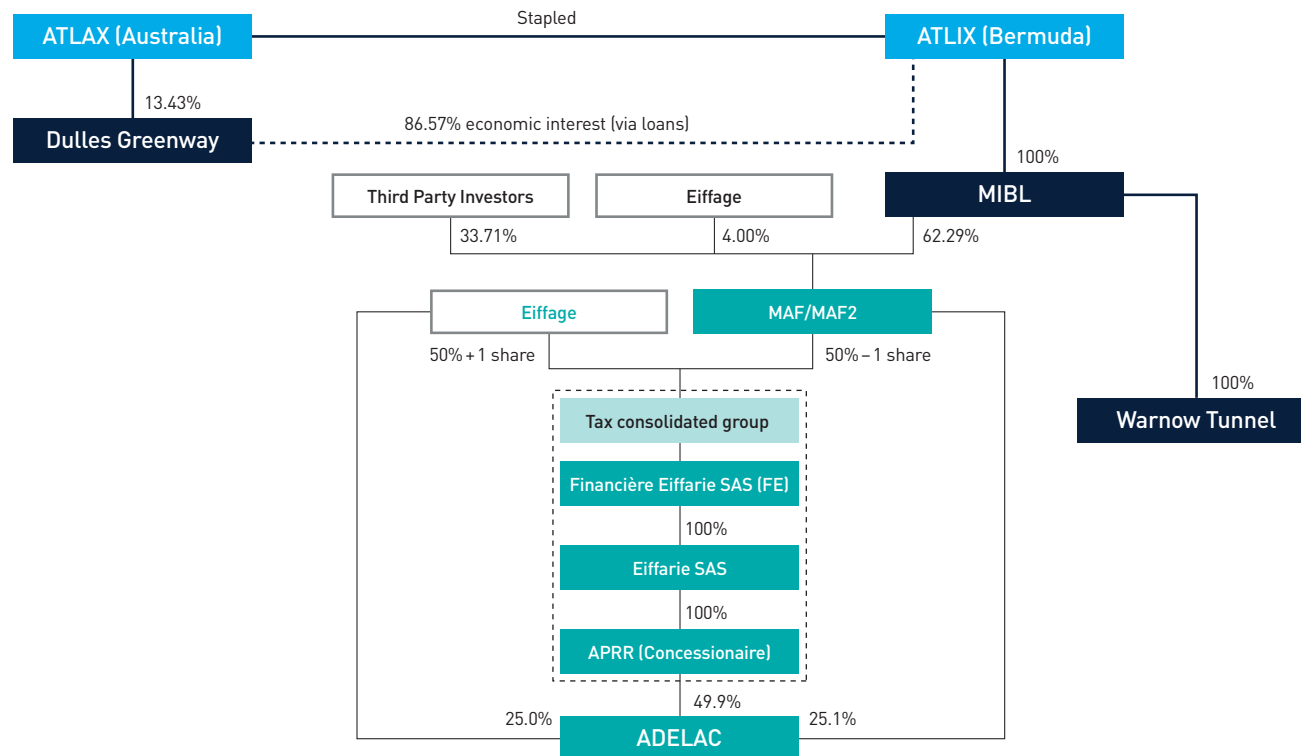 Stapled
ATLAX (Australia)
ATLIX (Bermuda)
13.43%
Dulles Greenway
86.57% economic interest (via loans)
100%
MIBL
Third Party Investors
Eiffage
33.71%
4.00%
62.29%
Eiffage
MAF/MAF2
50% + 1 share
50% – 1 share
100%
Warnow Tunnel
Tax consolidated group
Financière Eiffarie SAS (FE)
100%
Eiffarie SAS
100%
APRR (Concessionaire)
49.9%
25.0%
25.1%
ADELAC